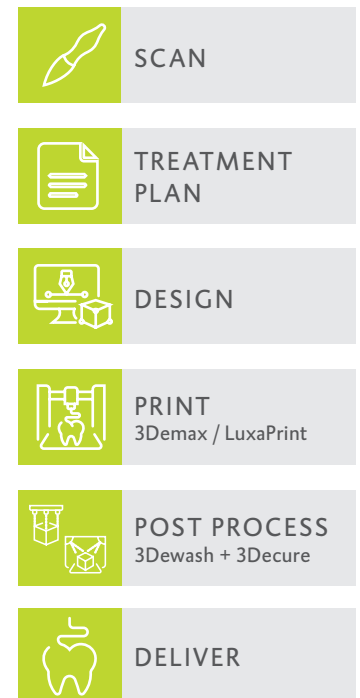 SCAN
TREATMENT
PLAN
DESIGN
PRINT
3Demax / LuxaPrint
POST PROCESS
3Dewash + 3Decure
DELIVER